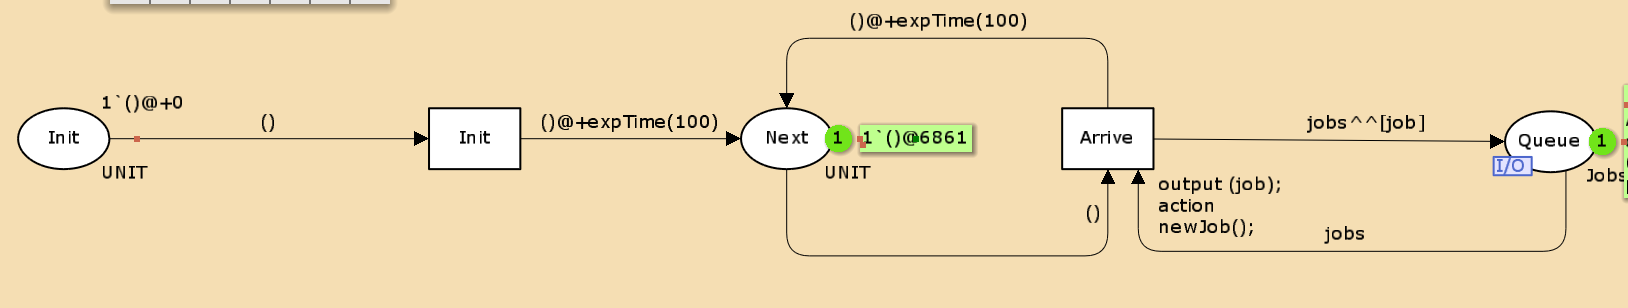 ()@+expTime(100)
1`()@+0
()
()@+expTime(100)
Init
Init
Next
1
1`()@6861
Arrive
jobs^^[job]
Queue
1
I/O
UNIT
UNIT
Jobs
()
output (job);
action
newJob();
jobs